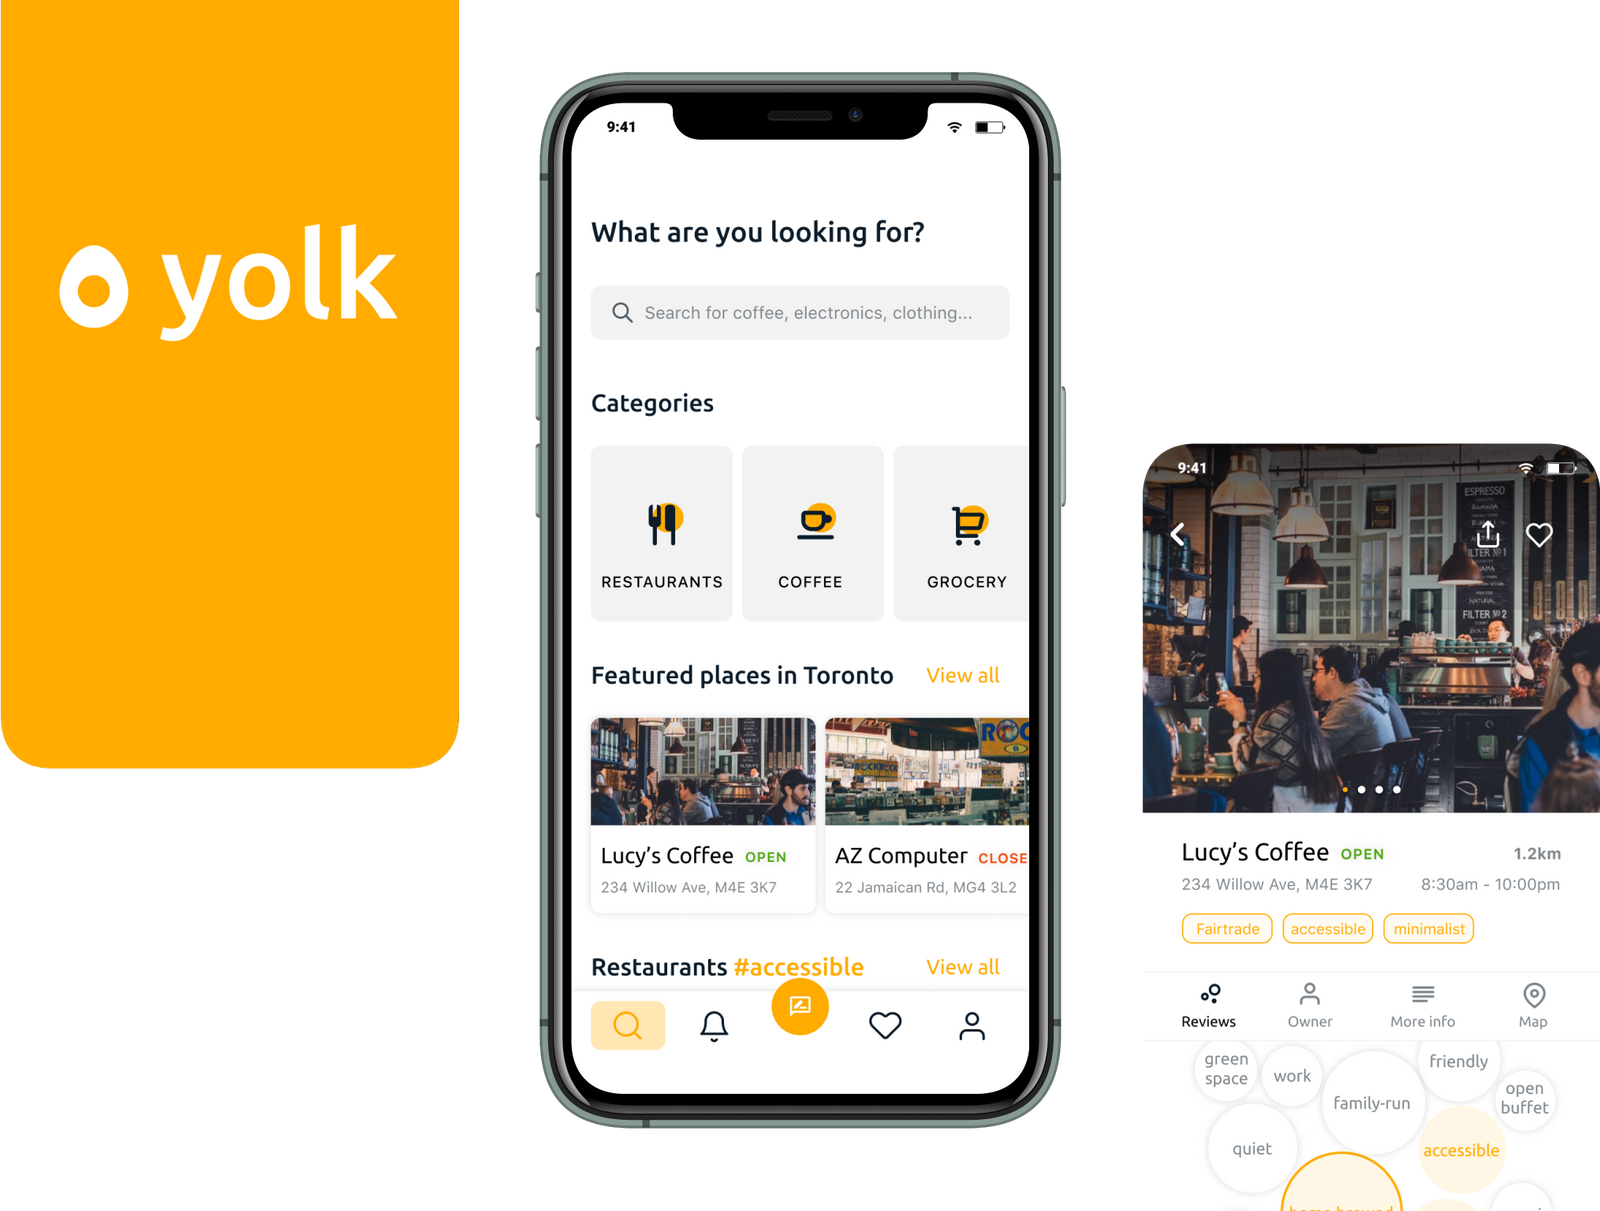 yolk
9:41
What are you looking for?
Search for coffee, electronics, clothing...
Categories
RESTAURANTS
COFFEE
GROCERY
Featured places in Toronto
View all
ROC
B
ROCKBOCK
Lucy’s Coffee OPEN
234 Willow Ave, M4E 3K7
AZ Computer CLOSE
22 Jamaican Rd, MG4 3L2
Restaurants #accessible
View all
9:41
ESPRESSO
FILTER Nº1
NATURAL
FILTER Nº2
Lucy’s Coffee OPEN
1.2km
234 Willow Ave, M4E 3K7
8:30am - 10:00pm
Fairtrade
accessible
minimalist
Reviews
Owner
More info
Map
green
space
work
family-run
friendly
open
buffet
quiet
accessible